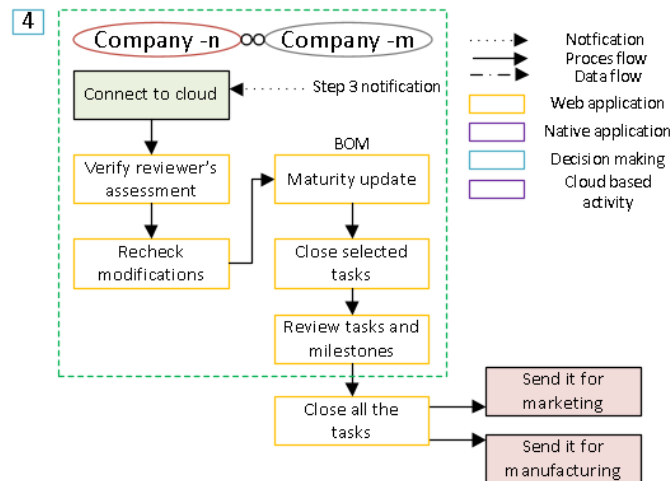 4
Company -n
Company -m
Connect to cloud
Step 3 notification
Verify reviewer's
assessment
Recheck
modifications
BOM
Maturity update
Close selected
tasks
Review tasks and
milestones
Close all the
tasks
Send it for
marketing
Send it for
manufacturing
Notfication
Proces flow
Data flow
Web application
Native application
Decision making
Cloud based
activity